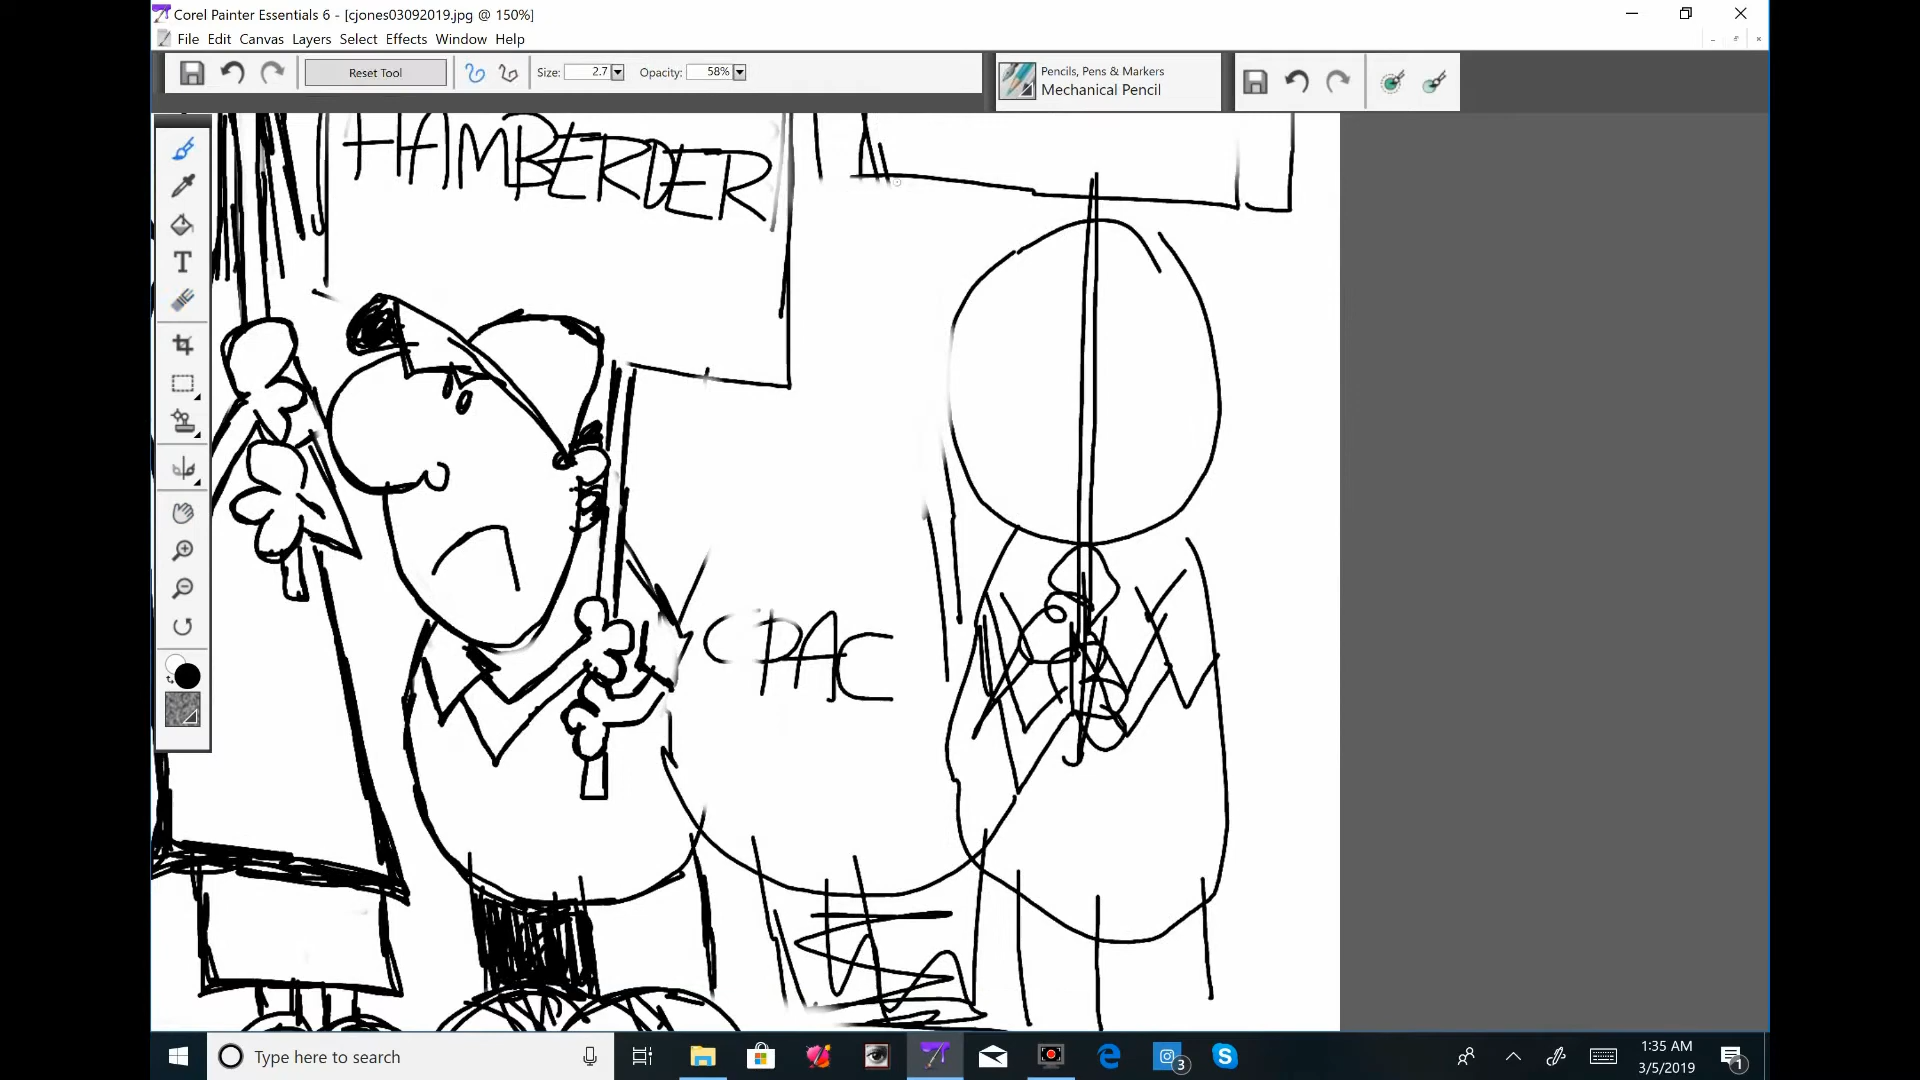 Corel Painter Essentials 6 - [cjones03092019.jpg @ 150%]
File Edit Canvas Layers Select Effects Window Help
Reset Tool
Size: 2.7
Opacity: 58%
Pencils, Pens & Markers
Mechanical Pencil
HAMBERDER
T
CPAC
Type here to search
3
1:35 AM
3/5/2019
1